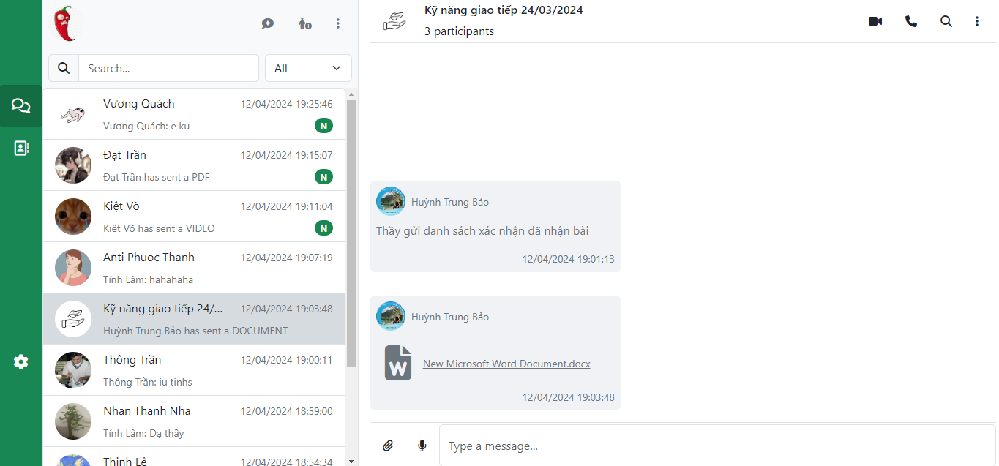 Search...
All
Vương Quách
12/04/2024 19:25:46
Vương Quách: e ku
N
Đạt Trần
12/04/2024 19:15:07
Đạt Trần has sent a PDF
N
Kiệt Võ
12/04/2024 19:11:04
Kiệt Võ has sent a VIDEO
N
Anti Phuoc Thanh
12/04/2024 19:07:19
Tính Lâm: hahahaha
Kỹ năng giao tiếp 24/...
12/04/2024 19:03:48
Huỳnh Trung Bảo has sent a DOCUMENT
Thông Trần
12/04/2024 19:00:11
Thông Trần: iu tinhs
Nhan Thanh Nha
12/04/2024 18:59:00
Tính Lâm: Dạ thầy
Thịnh Lê
12/04/2024 18:54:34
Kỹ năng giao tiếp 24/03/2024
3 participants
Huỳnh Trung Bảo
Thầy gửi danh sách xác nhận đã nhận bài
12/04/2024 19:01:13
Huỳnh Trung Bảo
W
New Microsoft Word Document.docx
12/04/2024 19:03:48
Type a message...